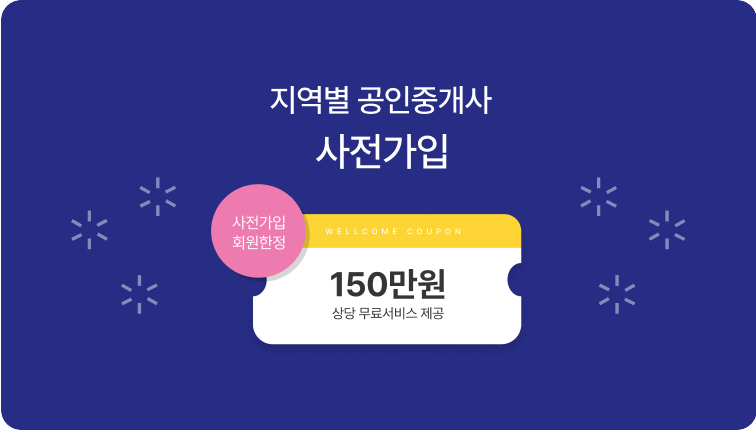 지역별 공인중개사
사전가입
사전가입
회원한정
WELLCOME COUPON
150만원
상당 무료서비스 제공